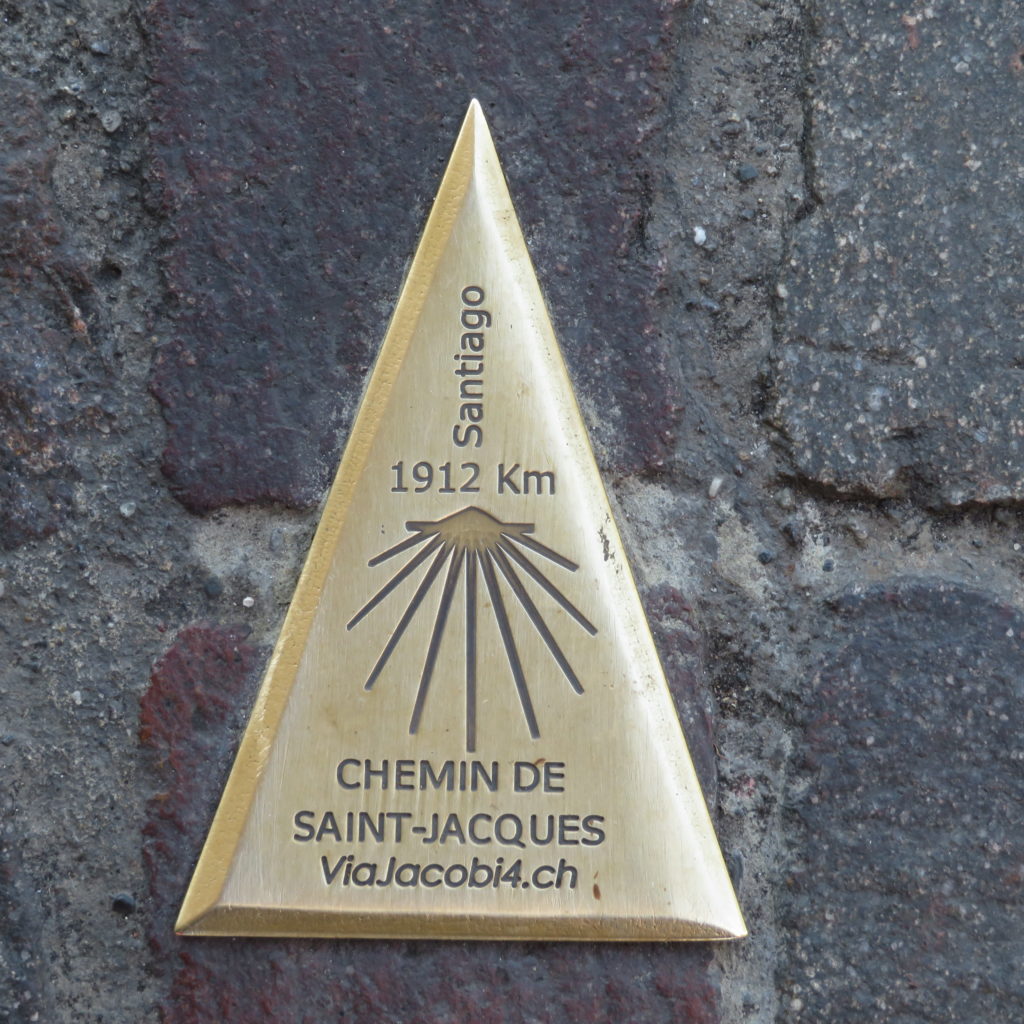 Santiago
1912 Km
CHEMIN DE
SAINT-JACQUES
ViaJacobi4.ch